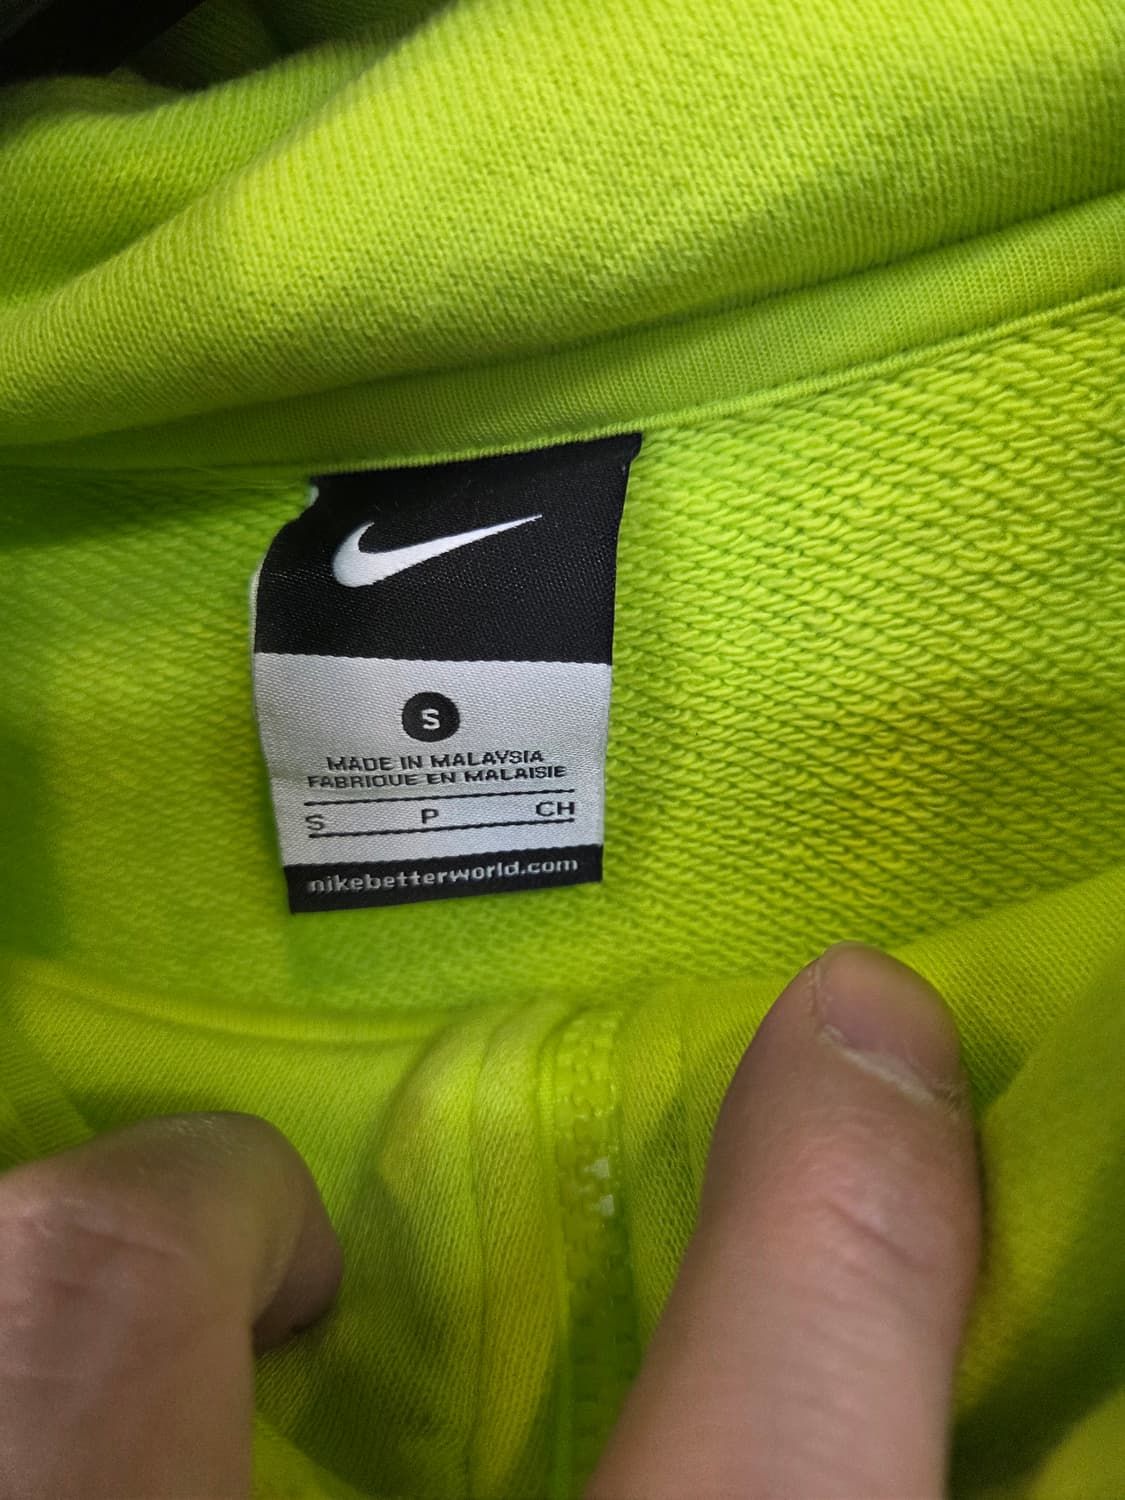 S
MADE IN MALAYSIA
FABRIQUE EN MALAISIE
S P CH
nikebetterworld.com